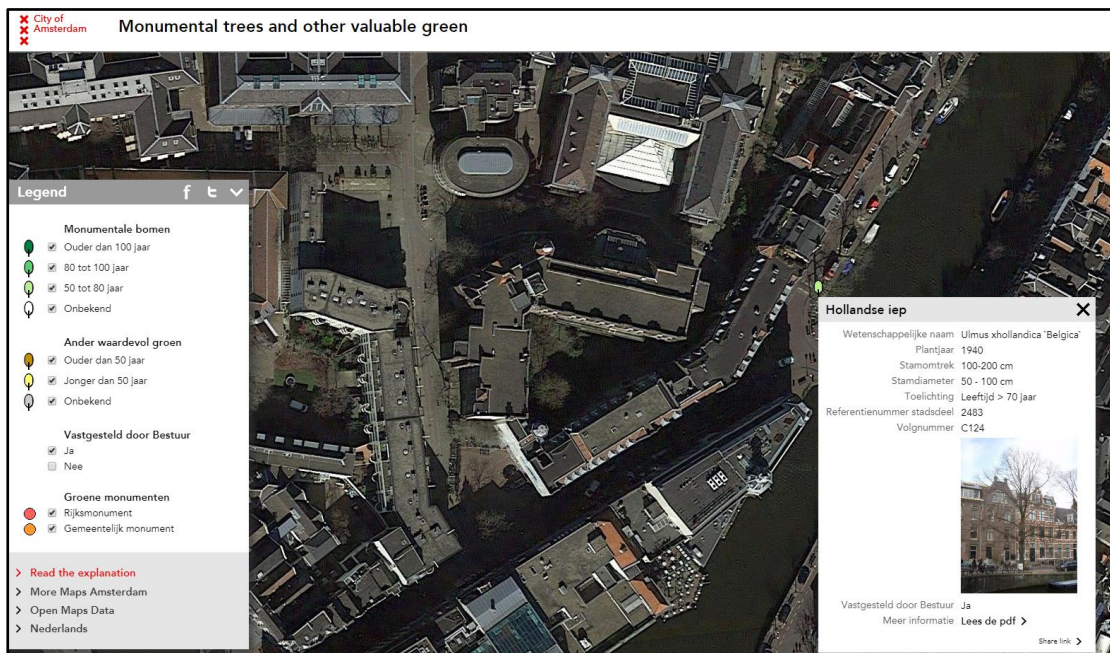 City of
Amsterdam
Monumental trees and other valuable green
Legend
Monumentale bomen
Ouder dan 100 jaar
80 tot 100 jaar
50 tot 80 jaar
Onbekend
Ander waardevol groen
Ouder dan 50 jaar
Jonger dan 50 jaar
Onbekend
Vastgesteld door Bestuur
Ja
Nee
Groene monumenten
Rijksmonument
Gemeentelijk monument
Read the explanation
More Maps Amsterdam
Open Maps Data
Nederlands
Hollandse iep
Wetenschappelijke naam Ulmus xhollandica `Belgica`
Plantjaar 1940
Stamomtrek 100-200 cm
Stamdiameter 50 - 100 cm
Toelichting Leeftijd > 70 jaar
Referentienummer stadsdeel 2483
Volgnummer C124
Vastgesteld door Bestuur Ja
Meer informatie Lees de pdf
Share link